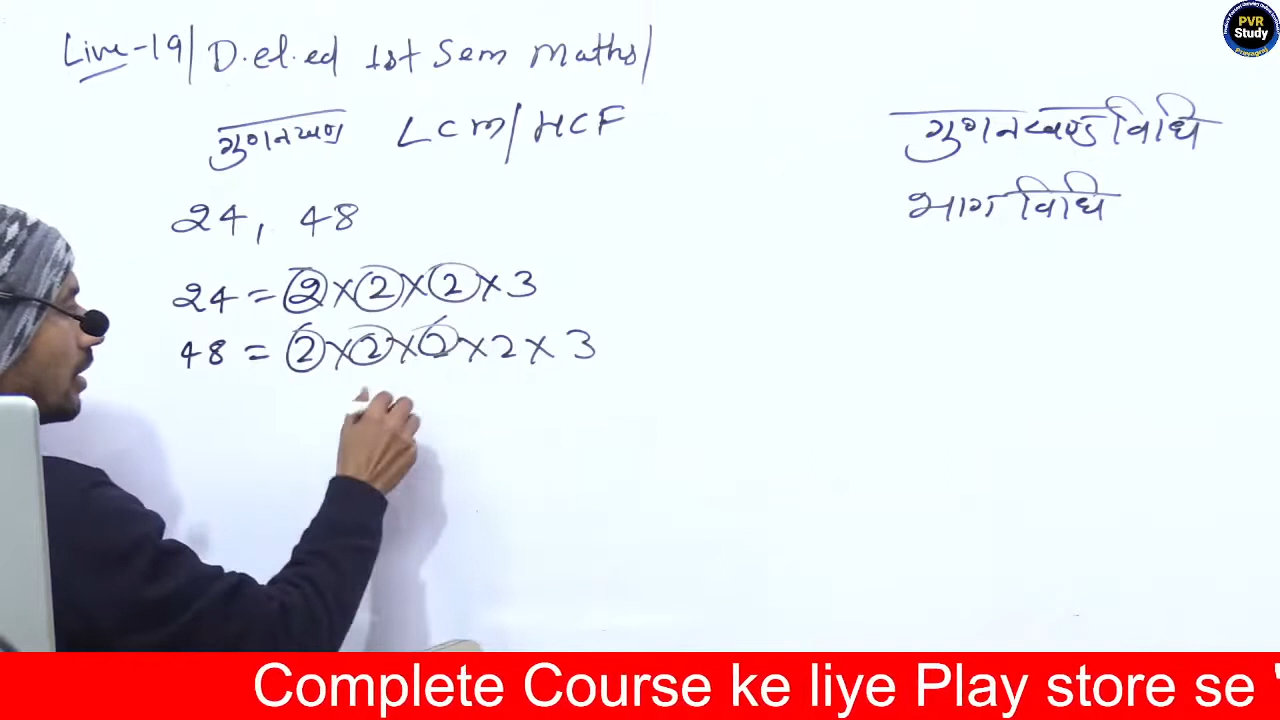 Live-19/ D.el.ed 1st Sem Maths/
गुणनखण्ड LCM/HCF
24, 48
24 = 2×2×2×3
48 = 2×2×2×2×3
गुणनखण्ड विधि
भाग विधि
PVR
Study
Prayagraj
Complete Course ke liye Play store se '